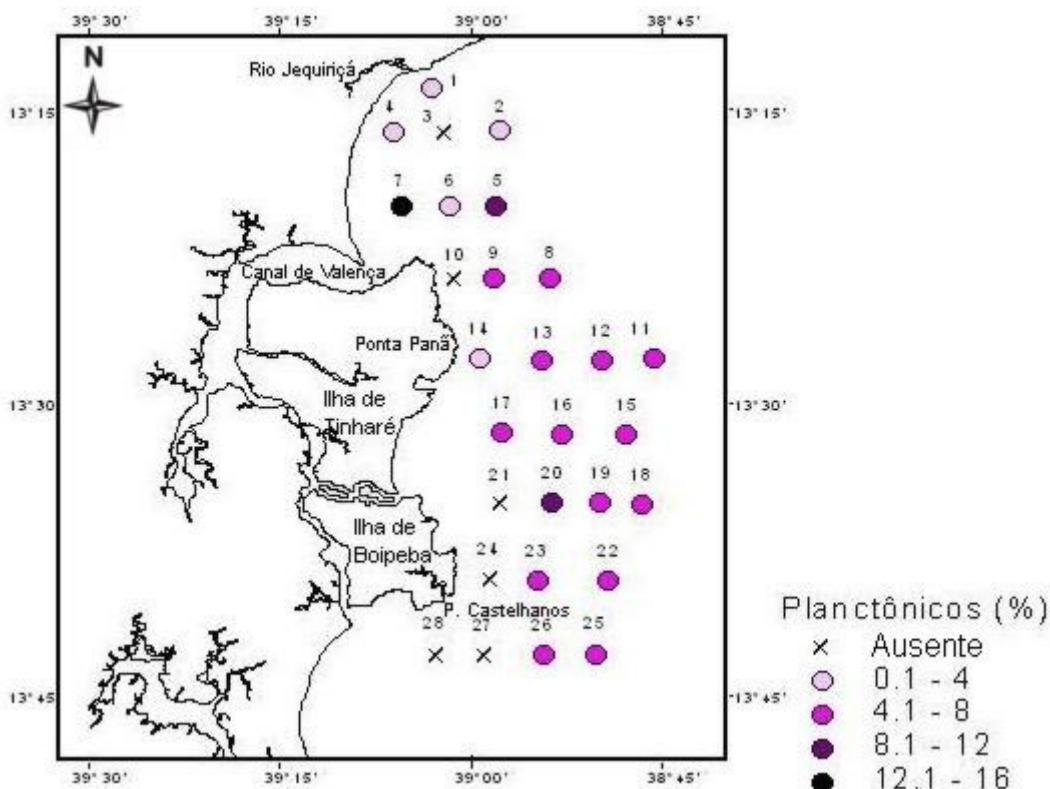 39° 30' 39° 15' 39° 00' 38° 45'
N
Rio Jequiriçá
1
13° 15' 4 3 2 13° 15'
7 6 5
10 9 8
Canal de Valença
14 13 12 11
Ponta Panã
Ilha de
Tinharé
13° 30' 13° 30'
17 16 15
21 20 19 18
Ilha de
Boipeba
24 23 22
P. Castelhanos
28 27 26 25
13° 45' 13° 45'
39° 30' 39° 15' 39° 00' 38° 45'
Planctônicos (%)
Ausente
0.1 - 4
4.1 - 8
8.1 - 12
12.1 - 16